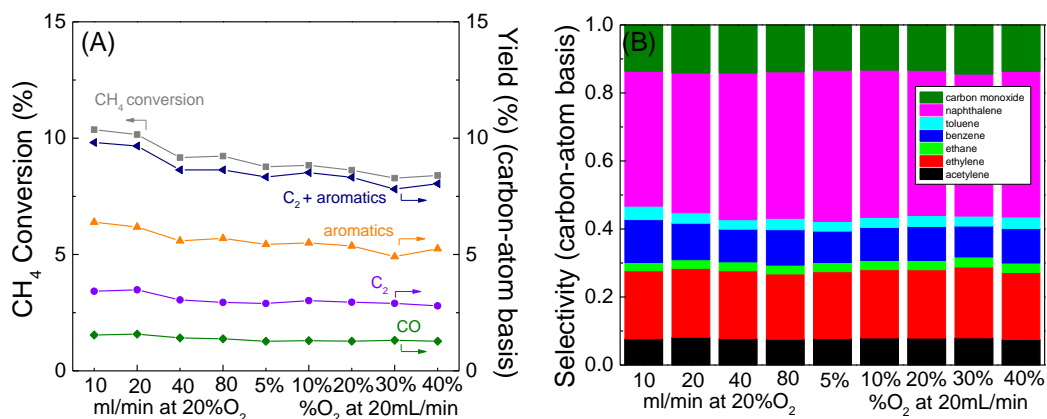 (A)
15
10
5
0
CH₄ Conversion (%)
CH₄ conversion
C₂ + aromatics
aromatics
C₂
CO
15
10
5
0
Yield (%) (carbon-atom basis)
10 20 40 80 5% 10% 20% 30% 40%
ml/min at 20%O₂ %O₂ at 20mL/min
(B)
1.0
0.8
0.6
0.4
0.2
0.0
Selectivity (carbon-atom basis)
carbon monoxide
naphthalene
toluene
benzene
ethane
ethylene
acetylene
10 20 40 80 5% 10% 20% 30% 40%
ml/min at 20%O₂ %O₂ at 20mL/min